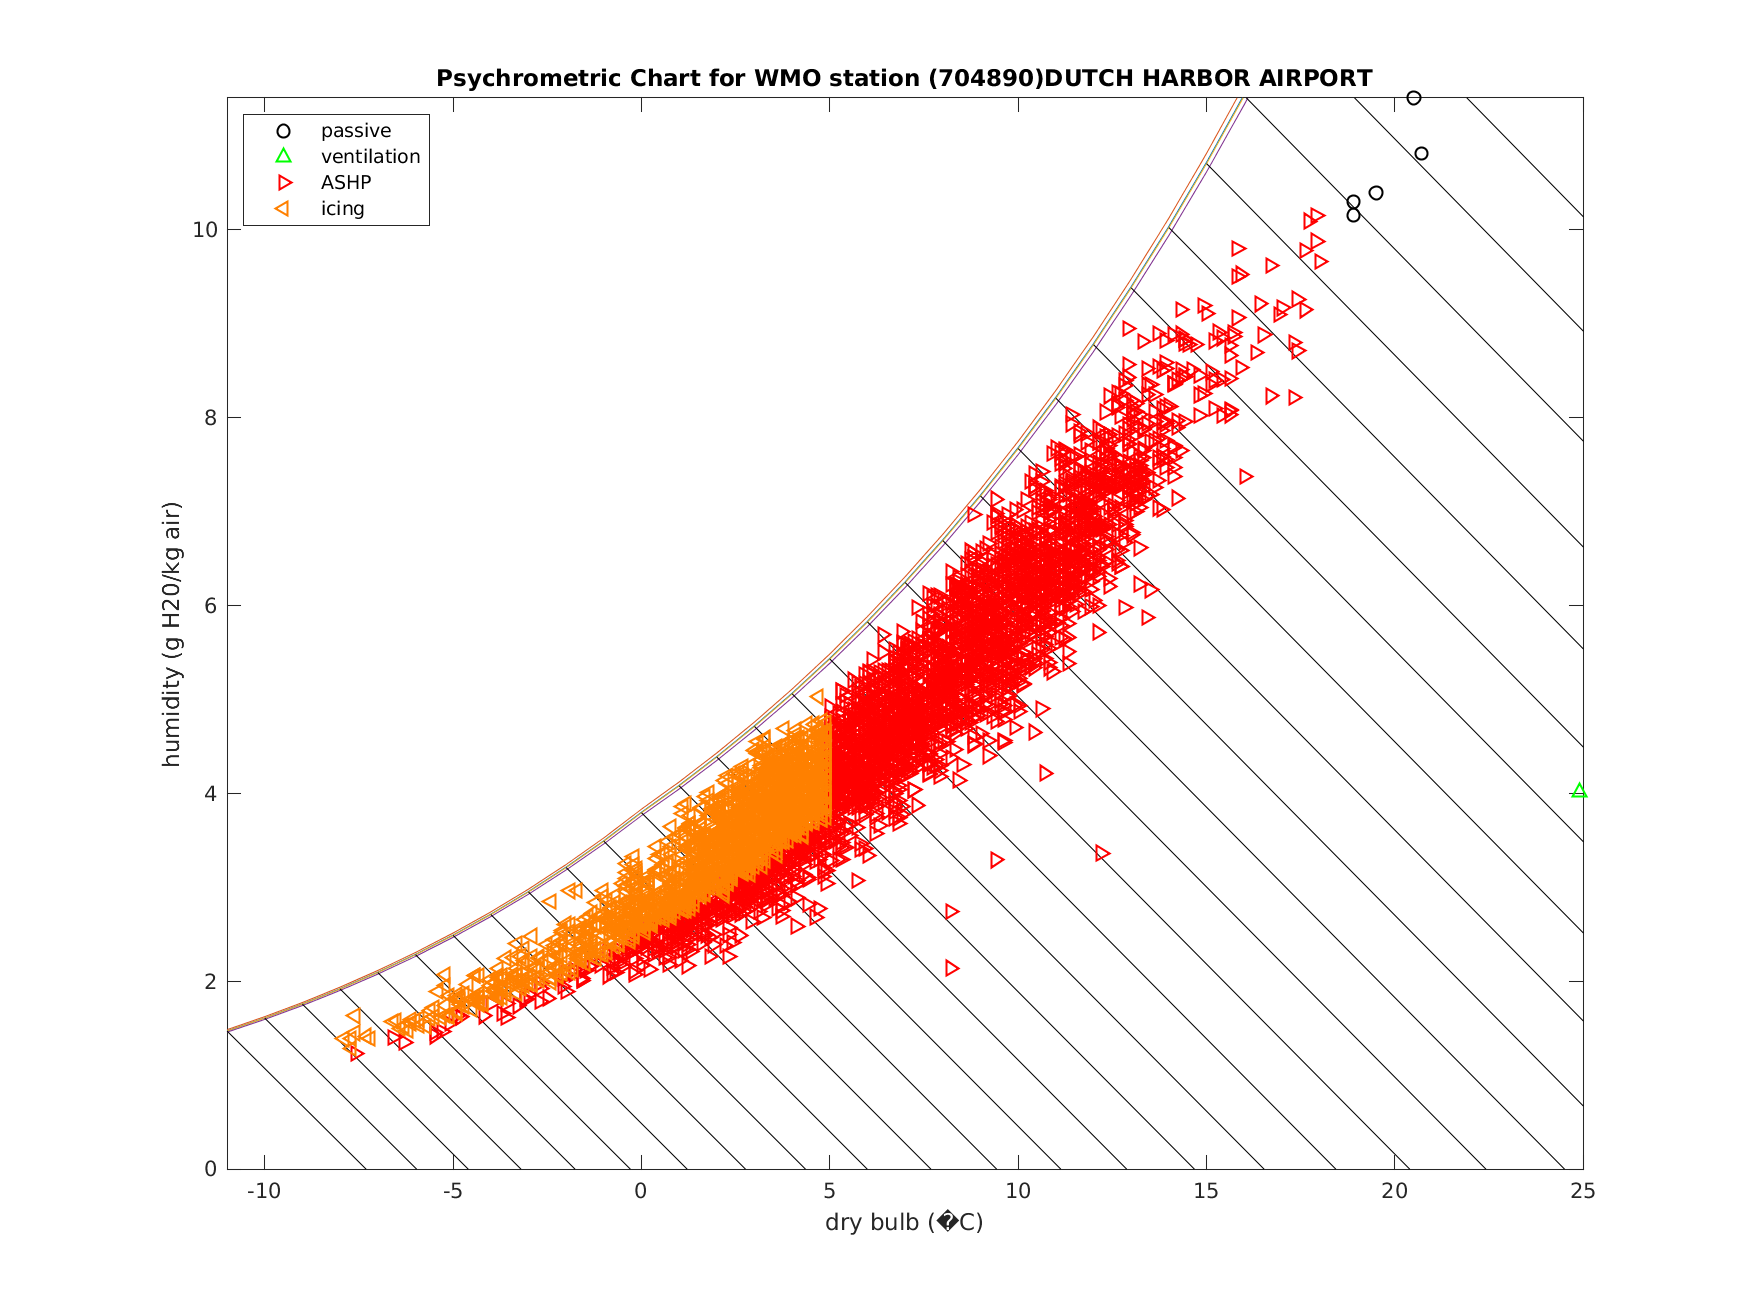 Psychrometric Chart for WMO station (704890)DUTCH HARBOR AIRPORT
passive
ventilation
ASHP
icing
humidity (g H20/kg air)
10
8
6
4
2
0
-10 -5 0 5 10 15 20 25
dry bulb (�C)